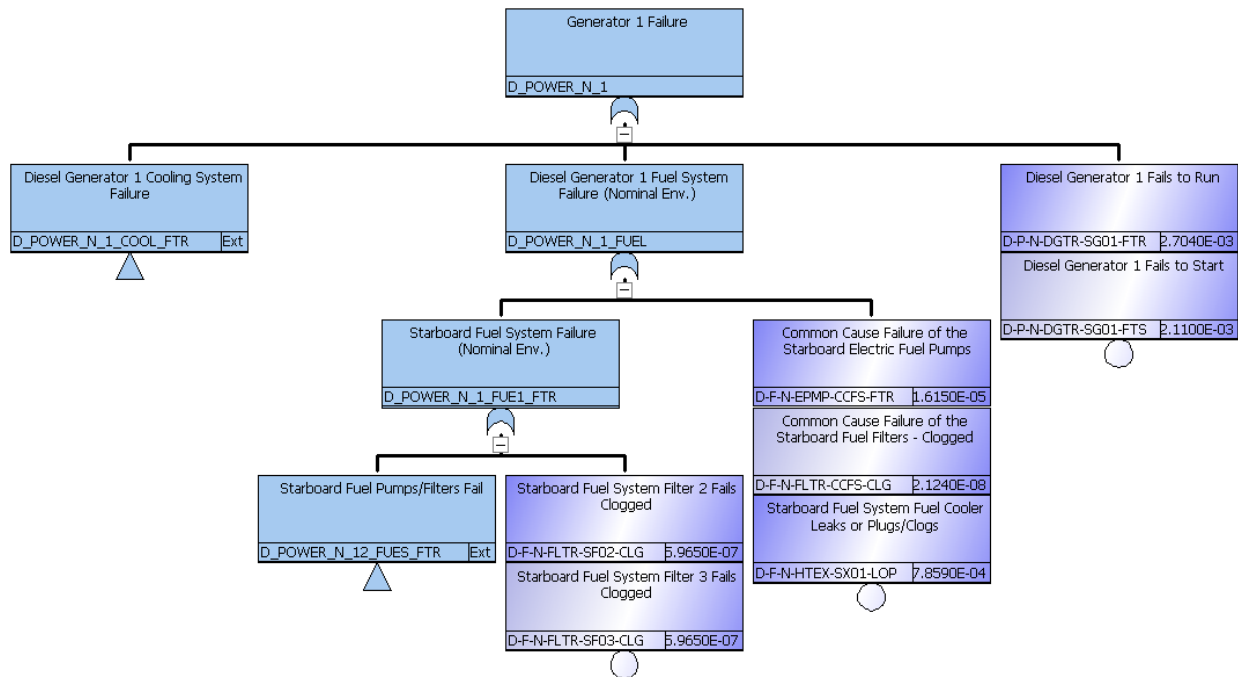 Generator 1 Failure
D_POWER_N_1
Diesel Generator 1 Cooling System
Failure
D_POWER_N_1_COOL_FTR Ext
Diesel Generator 1 Fuel System
Failure (Nominal Env.)
D_POWER_N_1_FUEL
Diesel Generator 1 Fails to Run
D-P-N-DGTR-SG01-FTR 2.7040E-03
Diesel Generator 1 Fails to Start
D-P-N-DGTR-SG01-FTS 2.1100E-03
Starboard Fuel System Failure
(Nominal Env.)
D_POWER_N_1_FUE1_FTR
Common Cause Failure of the
Starboard Electric Fuel Pumps
D-F-N-EPMP-CCFS-FTR 1.6150E-05
Common Cause Failure of the
Starboard Fuel Filters - Clogged
D-F-N-FLTR-CCFS-CLG 2.1240E-08
Starboard Fuel System Fuel Cooler
Leaks or Plugs/Clogs
D-F-N-HTEX-SX01-LOP 7.8590E-04
Starboard Fuel Pumps/Filters Fail
D_POWER_N_12_FUES_FTR Ext
Starboard Fuel System Filter 2 Fails
Clogged
D-F-N-FLTR-SF02-CLG 5.9650E-07
Starboard Fuel System Filter 3 Fails
Clogged
D-F-N-FLTR-SF03-CLG 5.9650E-07